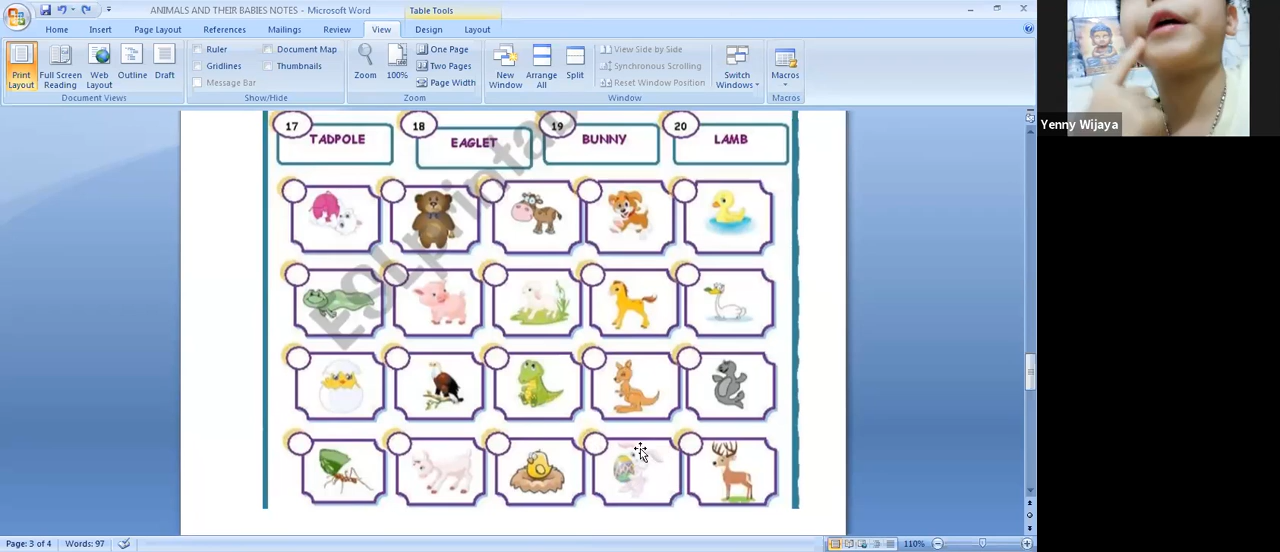 ANIMALS AND THEIR BABIES NOTES - Microsoft Word
Table Tools
Home Insert Page Layout References Mailings Review View Design Layout
Print Layout
Full Screen Reading
Web Layout
Outline
Draft
Document Views
Ruler
Gridlines
Message Bar
Document Map
Thumbnails
Show/Hide
Zoom
100%
One Page
Two Pages
Page Width
Zoom
New Window
Arrange All
Split
View Side by Side
Synchronous Scrolling
Reset Window Position
Switch Windows
Window
Macros
Macros
Yenny Wijaya
17 18 19 20
TADPOLE EAGLET BUNNY LAMB
Page: 3 of 4 Words: 97 110%